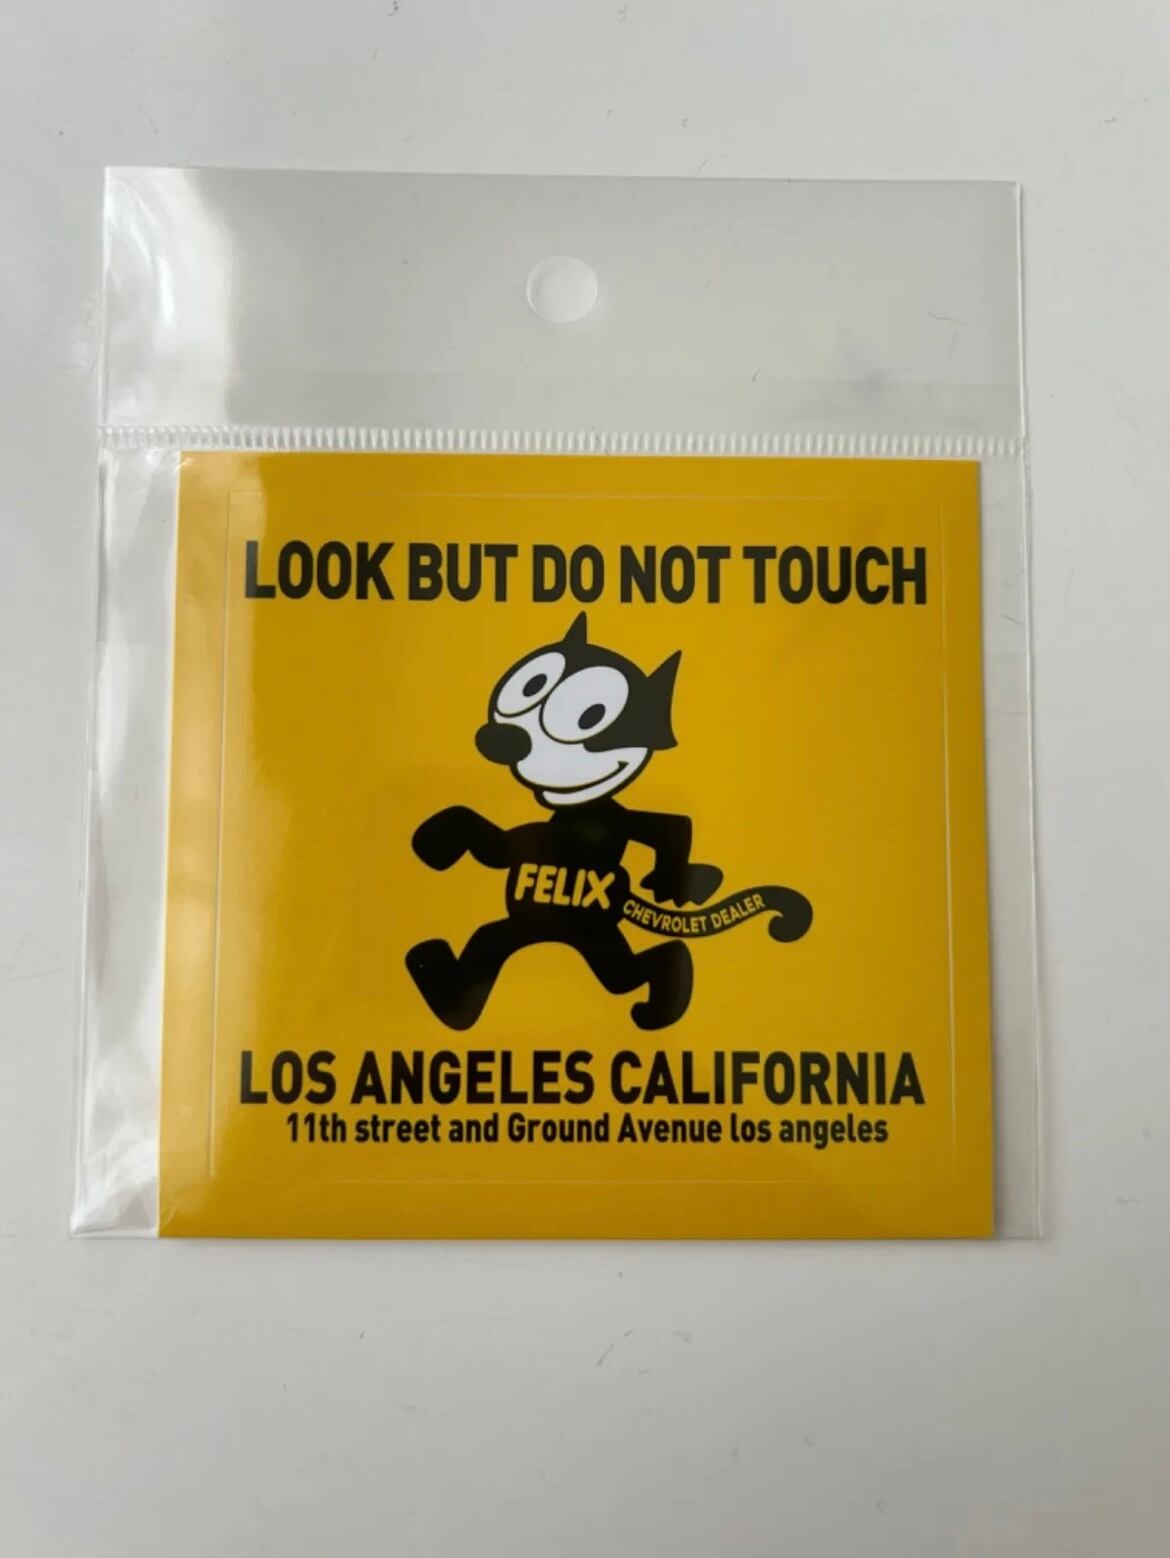 LOOK BUT DO NOT TOUCH
FELIX
CHEVROLET DEALER
LOS ANGELES CALIFORNIA
11th street and Ground Avenue los angeles